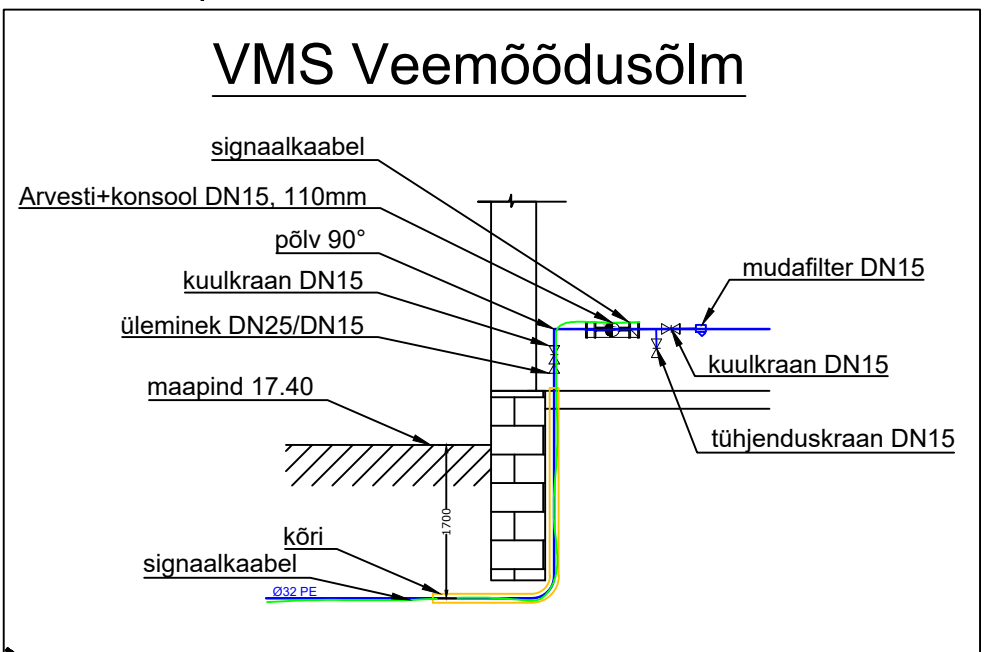 VMS Veemõõdusõlm
signaalkaabel
Arvesti+konsool DN15, 110mm
põlv 90°
mudafilter DN15
kuulkraan DN15
üleminek DN25/DN15
kuulkraan DN15
maapind 17.40
tühjenduskraan DN15
1700
kõri
signaalkaabel
Ø32 PE